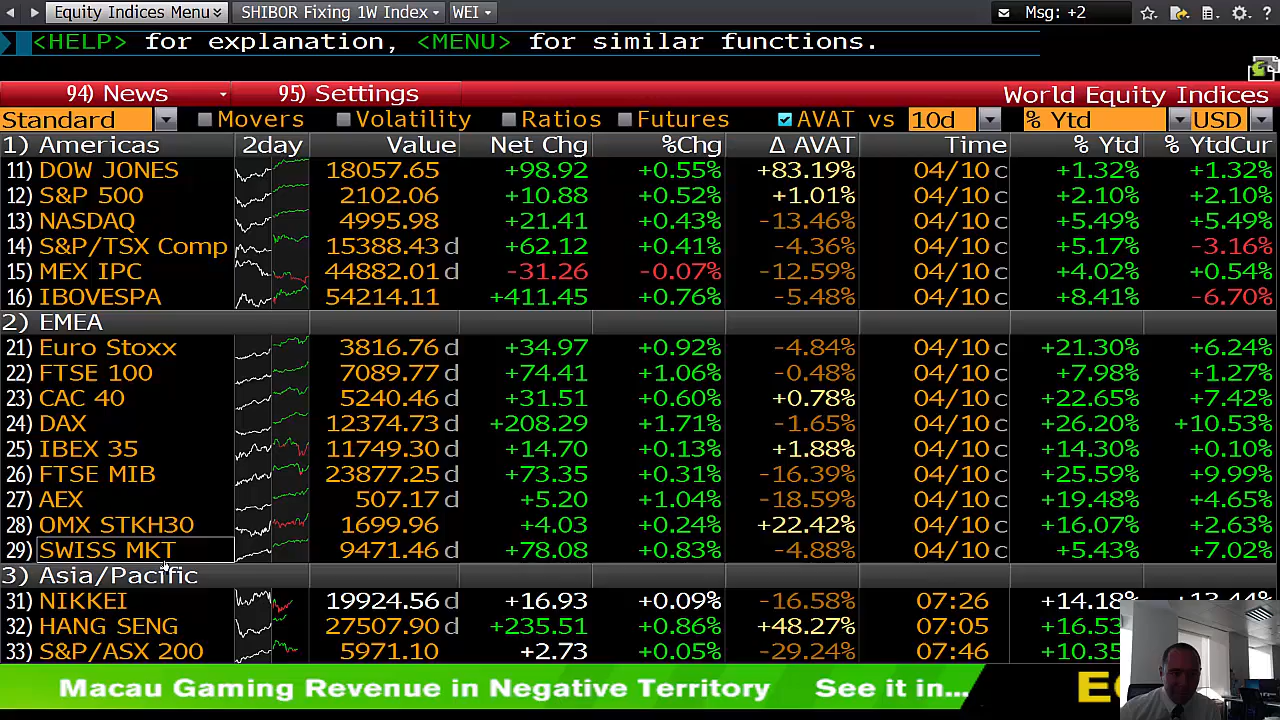 Equity Indices Menu SHIBOR Fixing 1W Index WEI Msg: +2 ?
<HELP> for explanation, <MENU> for similar functions.
94) News 95) Settings World Equity Indices
Standard Movers Volatility Ratios Futures AVAT vs 10d % Ytd USD
1) Americas 2day Value Net Chg %Chg Δ AVAT Time % Ytd % YtdCur
11) DOW JONES 18057.65 +98.92 +0.55% +83.19% 04/10 c +1.32% +1.32%
12) S&P 500 2102.06 +10.88 +0.52% +1.01% 04/10 c +2.10% +2.10%
13) NASDAQ 4995.98 +21.41 +0.43% -13.46% 04/10 c +5.49% +5.49%
14) S&P/TSX Comp 15388.43 d +62.12 +0.41% -4.36% 04/10 c +5.17% -3.16%
15) MEX IPC 44882.01 d -31.26 -0.07% -12.59% 04/10 c +4.02% +0.54%
16) IBOVESPA 54214.11 +411.45 +0.76% -5.48% 04/10 c +8.41% -6.70%
2) EMEA
21) Euro Stoxx 3816.76 d +34.97 +0.92% -4.84% 04/10 c +21.30% +6.24%
22) FTSE 100 7089.77 d +74.41 +1.06% -0.48% 04/10 c +7.98% +1.27%
23) CAC 40 5240.46 d +31.51 +0.60% +0.78% 04/10 c +22.65% +7.42%
24) DAX 12374.73 d +208.29 +1.71% -1.65% 04/10 c +26.20% +10.53%
25) IBEX 35 11749.30 d +14.70 +0.13% +1.88% 04/10 c +14.30% +0.10%
26) FTSE MIB 23877.25 d +73.35 +0.31% -16.39% 04/10 c +25.59% +9.99%
27) AEX 507.17 d +5.20 +1.04% -18.59% 04/10 c +19.48% +4.65%
28) OMX STKH30 1699.96 +4.03 +0.24% +22.42% 04/10 c +16.07% +2.63%
29) SWISS MKT 9471.46 d +78.08 +0.83% -4.88% 04/10 c +5.43% +7.02%
3) Asia/Pacific
31) NIKKEI 19924.56 d +16.93 +0.09% -16.58% 07:26 +14.18% +13.44%
32) HANG SENG 27507.90 d +235.51 +0.86% +48.27% 07:05 +16.53
33) S&P/ASX 200 5971.10 +2.73 +0.05% -29.24% 07:46 +10.35
Macau Gaming Revenue in Negative Territory See it in...